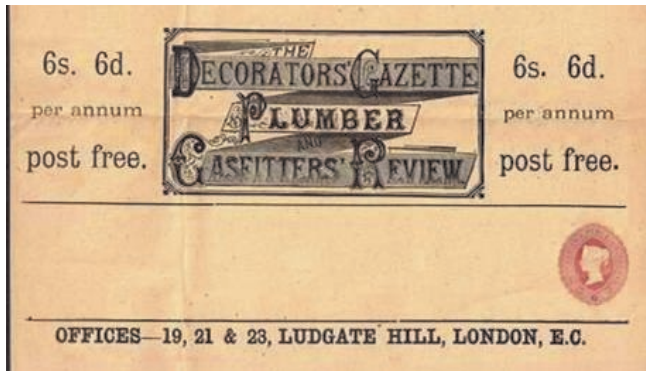 6s. 6d.
per annum
post free.
THE
DECORATORS' GAZETTE
PLUMBER
AND
GASFITTERS' REVIEW
6s. 6d.
per annum
post free.
OFFICES—19, 21 & 23, LUDGATE HILL, LONDON, E.C.